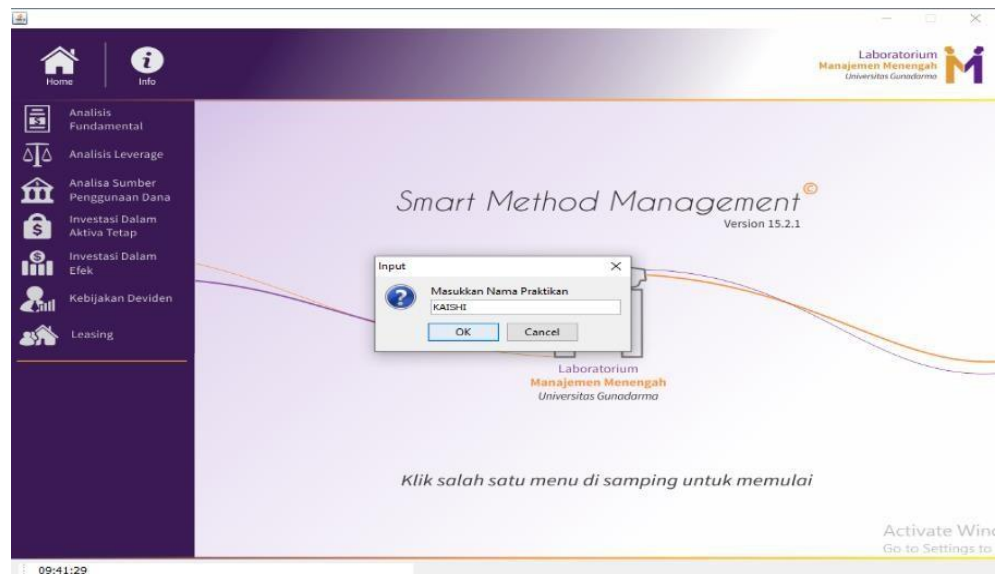 Home
Info
Laboratorium
Manajemen Menengah
Universitas Gunadarma
Analisis
Fundamental
Analisis Leverage
Analisa Sumber
Penggunaan Dana
Investasi Dalam
Aktiva Tetap
Investasi Dalam
Efek
Kebijakan Deviden
Leasing
Smart Method Management©
Version 15.2.1
Input
Masukkan Nama Praktikan
KAISHI
OK
Cancel
Laboratorium
Manajemen Menengah
Universitas Gunadarma
Klik salah satu menu di samping untuk memulai
Activate Wind
Go to Settings to
09:41:29